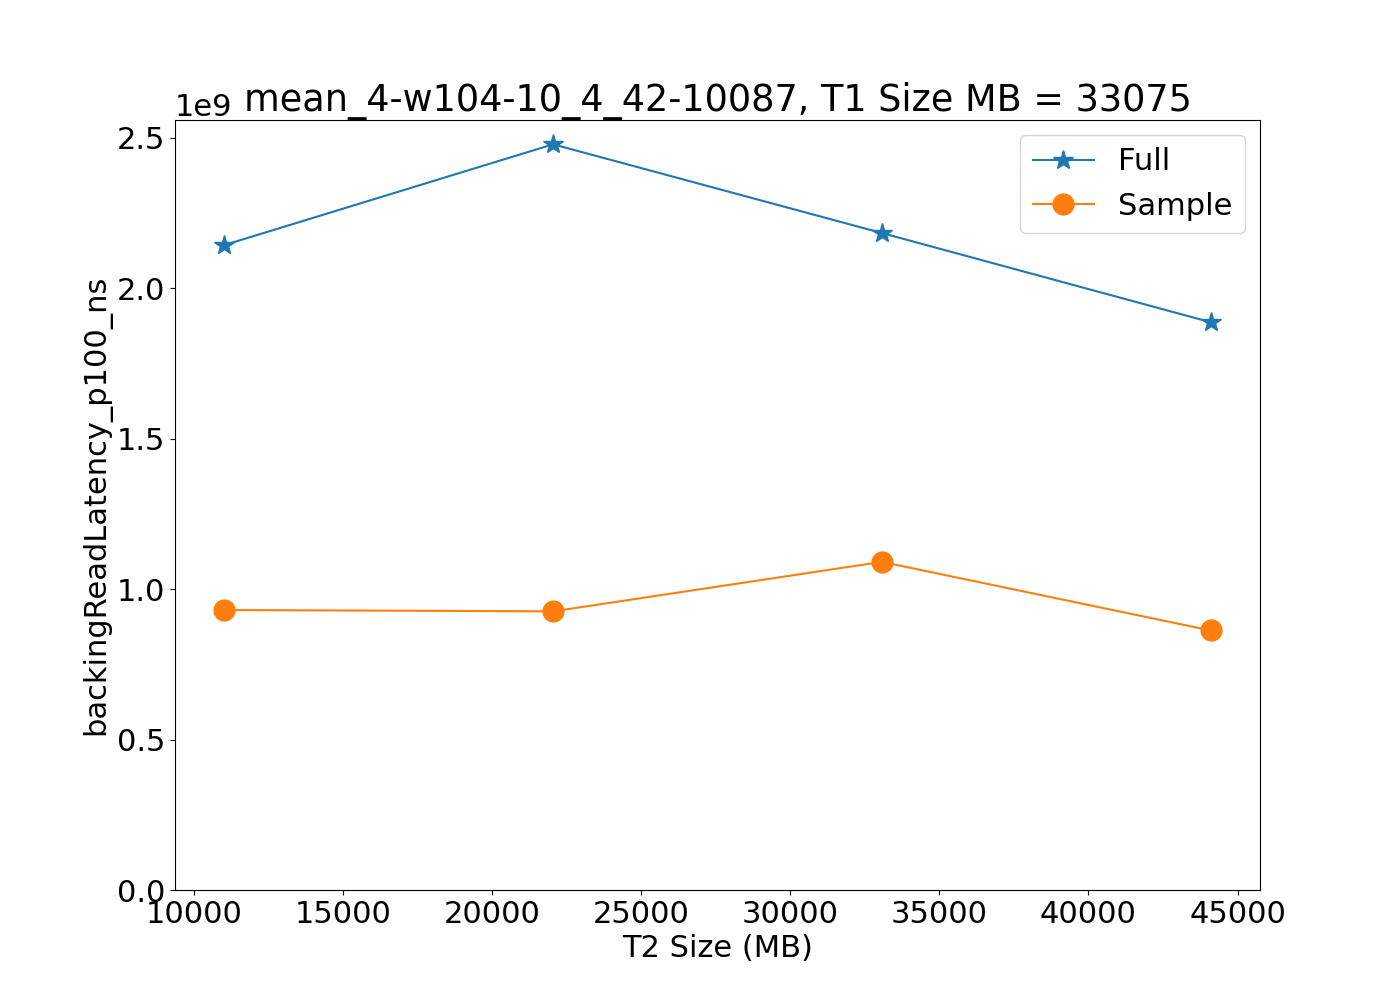 1e9
mean_4-w104-10_4_42-10087, T1 Size MB = 33075
2.5
2.0
1.5
1.0
0.5
0.0
backingReadLatency_p100_ns
Full
Sample
10000 15000 20000 25000 30000 35000 40000 45000
T2 Size (MB)